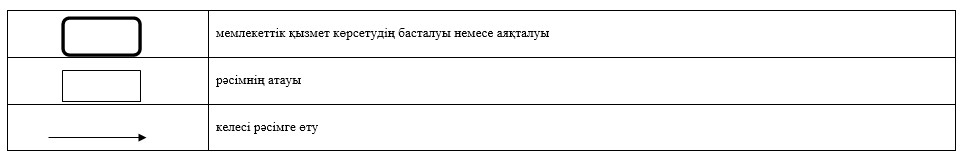 мемлекеттік қызмет көрсетудің басталуы немесе аяқталуы
рәсімнің атауы
келесі рәсімге өту